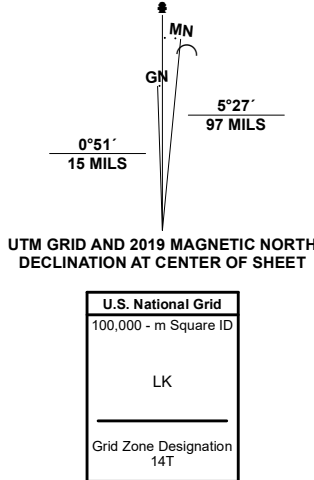 MN
GN
5°27´
97 MILS
0°51´
15 MILS
UTM GRID AND 2019 MAGNETIC NORTH
DECLINATION AT CENTER OF SHEET
U.S. National Grid
100,000 - m Square ID
LK
Grid Zone Designation
14T